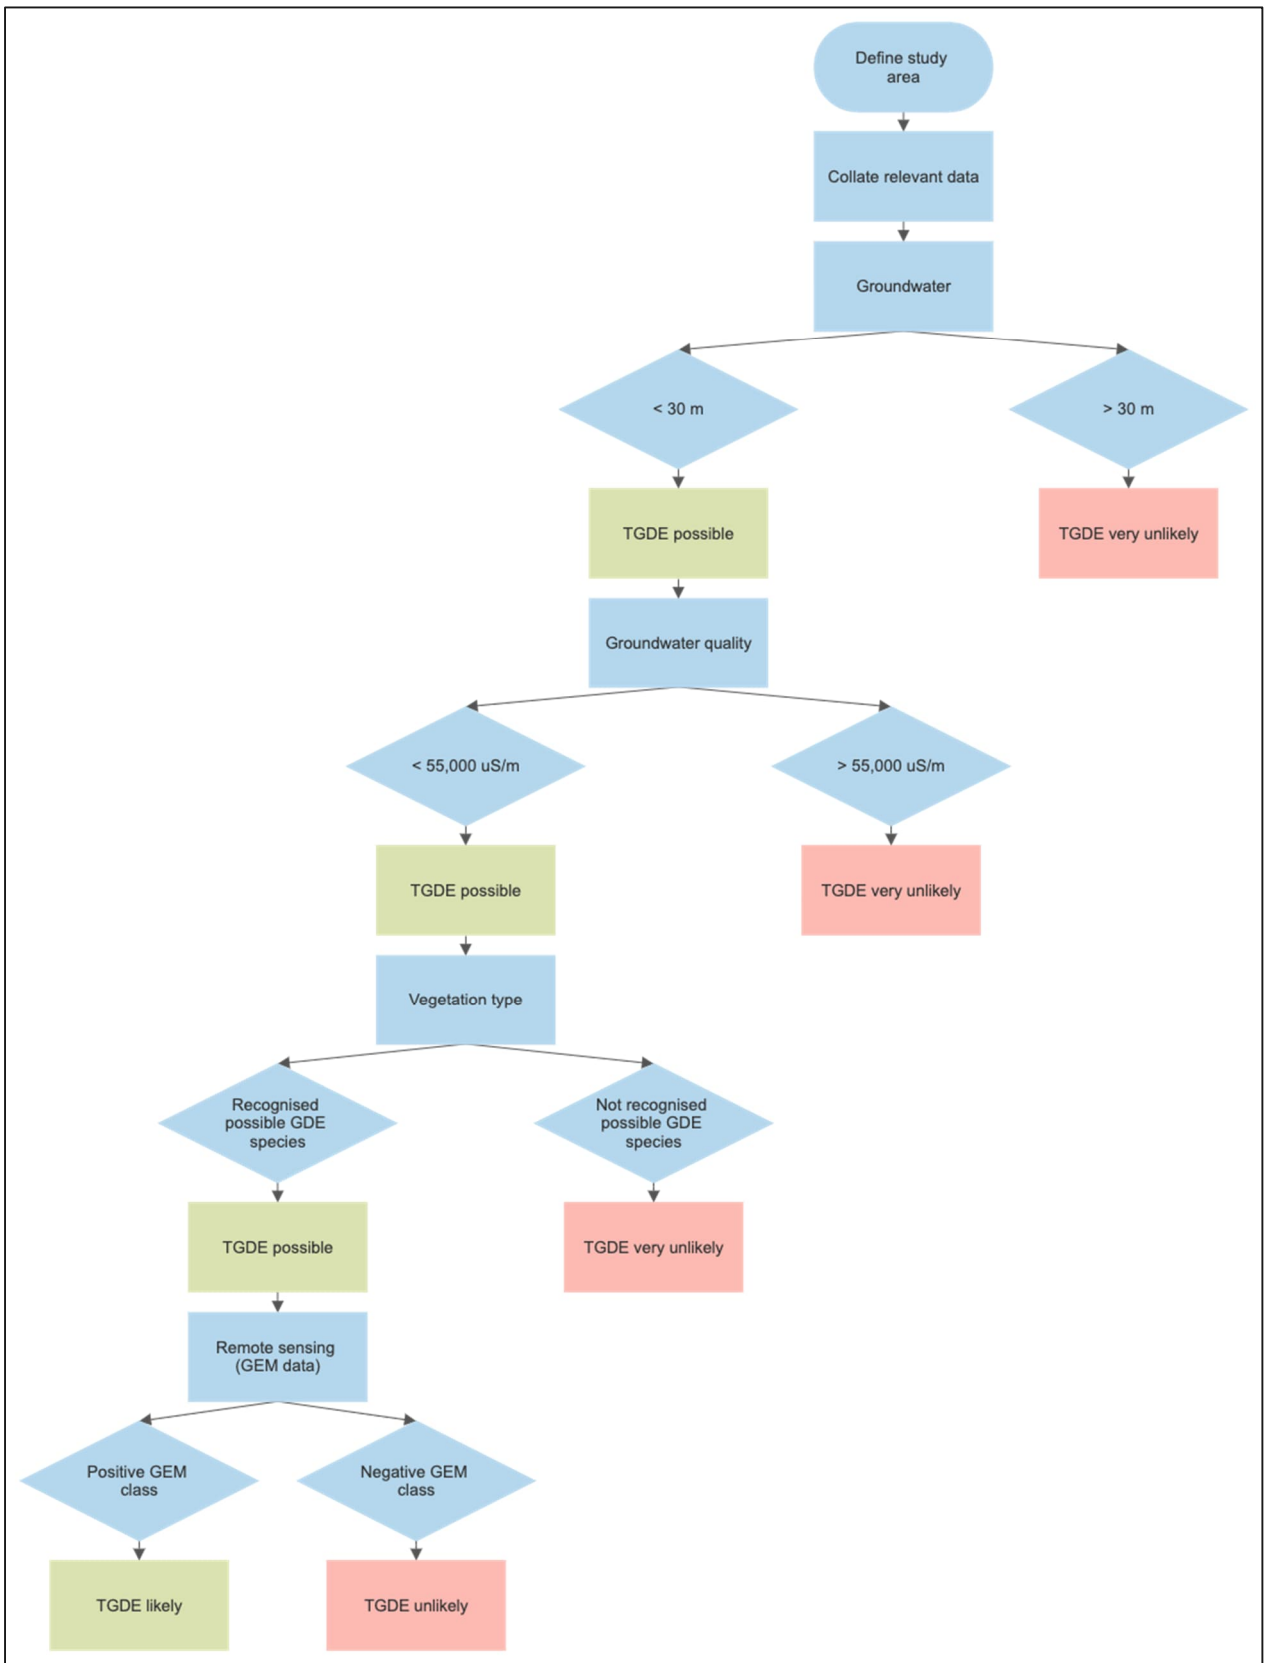 Define study
area
Collate relevant data
Groundwater
< 30 m
> 30 m
TGDE possible
TGDE very unlikely
Groundwater quality
< 55,000 uS/m
> 55,000 uS/m
TGDE possible
TGDE very unlikely
Vegetation type
Recognised
possible GDE
species
Not recognised
possible GDE
species
TGDE possible
TGDE very unlikely
Remote sensing
(GEM data)
Positive GEM
class
Negative GEM
class
TGDE likely
TGDE unlikely